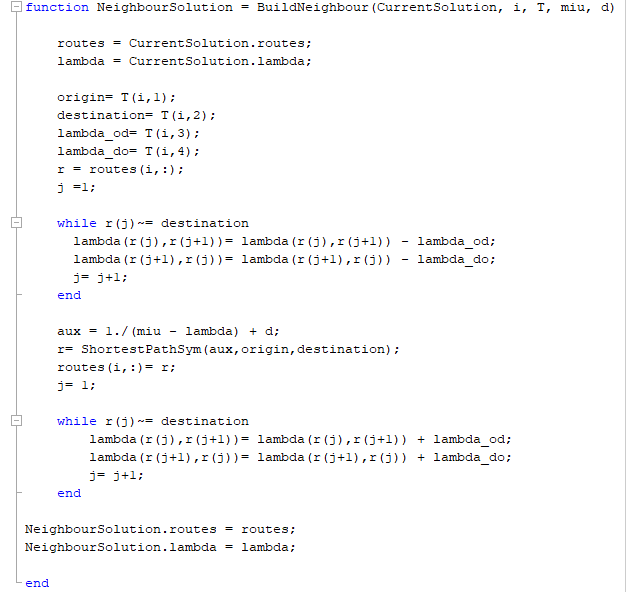 function NeighbourSolution = BuildNeighbour(CurrentSolution, i, T, miu, d)
routes = CurrentSolution.routes;
lambda = CurrentSolution.lambda;
origin= T(i,1);
destination= T(i,2);
lambda_od= T(i,3);
lambda_do= T(i,4);
r = routes(i,:);
j =1;
while r(j)~= destination
lambda(r(j),r(j+1))= lambda(r(j),r(j+1)) - lambda_od;
lambda(r(j+1),r(j))= lambda(r(j+1),r(j)) - lambda_do;
j= j+1;
end
aux = 1./(miu - lambda) + d;
r= ShortestPathSym(aux,origin,destination);
routes(i,:)= r;
j= 1;
while r(j)~= destination
lambda(r(j),r(j+1))= lambda(r(j),r(j+1)) + lambda_od;
lambda(r(j+1),r(j))= lambda(r(j+1),r(j)) + lambda_do;
j= j+1;
end
NeighbourSolution.routes = routes;
NeighbourSolution.lambda = lambda;
end